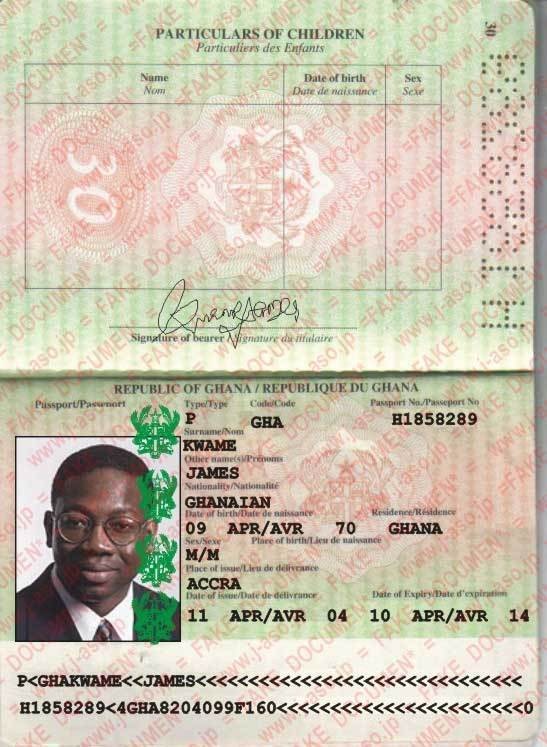 30
PARTICULARS OF CHILDREN
Particuliers des Enfants
Name
Nom
Date of birth
Date de naissance
Sex
Sexe
30
Signature of bearer / Signature du titulaire
REPUBLIC OF GHANA / REPUBLIQUE DU GHANA
Passport/Passeport
Type/Type
Code/Code
Passport No./Passeport No
P
GHA
H1858289
Surname/Nom
KWAME
Other name(s)/Prénoms
JAMES
Nationality/Nationalité
GHANAIAN
Date of birth/Date de naissance
Residence/Résidence
09 APR/AVR 70
GHANA
Sex/Sexe
Place of birth/Lieu de naissance
M/M
Place of issue/Lieu de délivrance
ACCRA
Date of issue/Date de délivrance
Date of Expiry/Date d'expiration
11 APR/AVR 04
10 APR/AVR 14
P<GHAKWAME<<JAMES<<<<<<<<<<<<<<<<<<<<<<<<<<<
H1858289<4GHA8204099F160<<<<<<<<<<<<<<<<<<<0
=FAKE DOCUMENT=
www.j-aso.jp